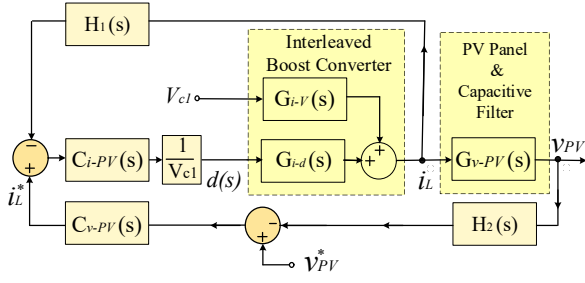 H1(s)
Interleaved
Boost Converter
PV Panel
&
Capacitive
Filter
Vc1
Gi-V(s)
vPV
−
+
Ci-PV(s)
1
Vc1
d(s)
Gi-d(s)
+
+
iL
Gv-PV(s)
iL*
Cv-PV(s)
−
+
H2(s)
vPV*